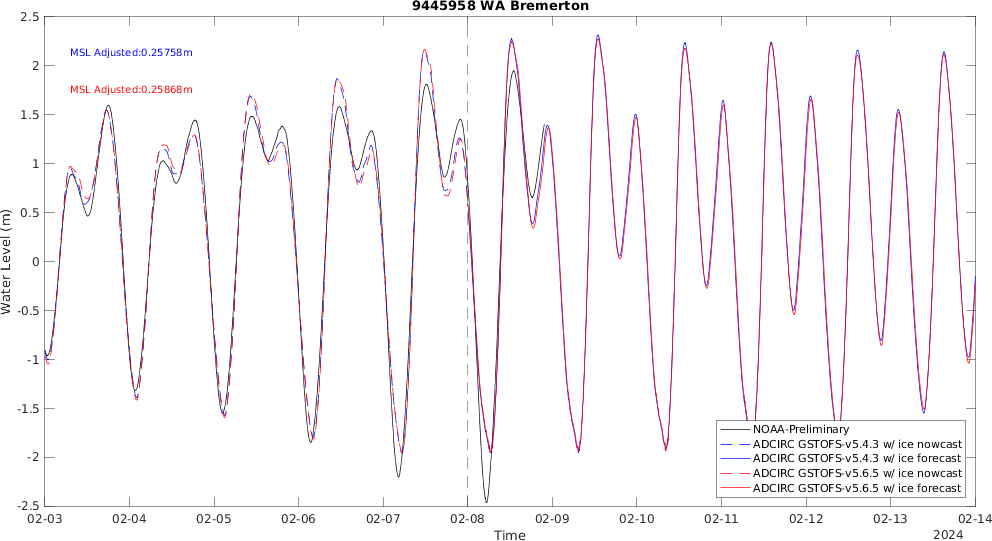 9445958 WA Bremerton
2.5
2
1.5
1
0.5
0
-0.5
-1
-1.5
-2
-2.5
Water Level (m)
MSL Adjusted:0.25758m
MSL Adjusted:0.25868m
NOAA-Preliminary
ADCIRC GSTOFS-v5.4.3 w/ ice nowcast
ADCIRC GSTOFS-v5.4.3 w/ ice forecast
ADCIRC GSTOFS-v5.6.5 w/ ice nowcast
ADCIRC GSTOFS-v5.6.5 w/ ice forecast
02-03 02-04 02-05 02-06 02-07 02-08 02-09 02-10 02-11 02-12 02-13 02-14
Time
2024